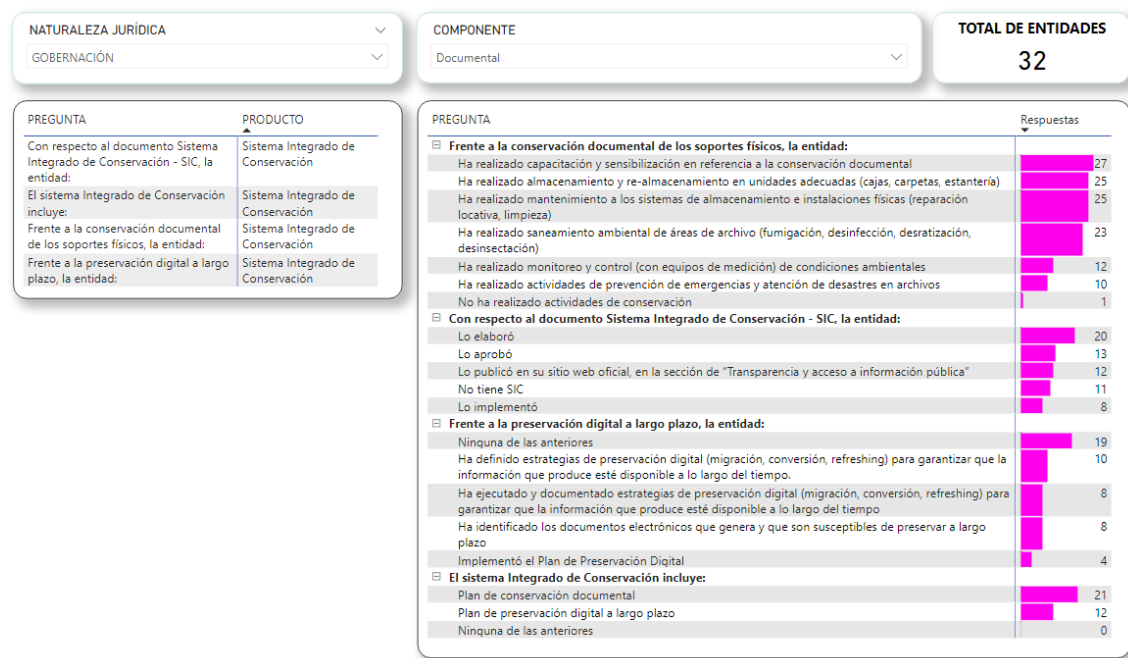 NATURALEZA JURÍDICA
GOBERNACIÓN
COMPONENTE
Documental
TOTAL DE ENTIDADES
32
PREGUNTA PRODUCTO
Con respecto al documento Sistema Sistema Integrado de
Integrado de Conservación - SIC, la Conservación
entidad:
El sistema Integrado de Conservación Sistema Integrado de
incluye: Conservación
Frente a la conservación documental Sistema Integrado de
de los soportes físicos, la entidad: Conservación
Frente a la preservación digital a largo Sistema Integrado de
plazo, la entidad: Conservación
PREGUNTA Respuestas
Frente a la conservación documental de los soportes físicos, la entidad:
Ha realizado capacitación y sensibilización en referencia a la conservación documental 27
Ha realizado almacenamiento y re-almacenamiento en unidades adecuadas (cajas, carpetas, estantería) 25
Ha realizado mantenimiento a los sistemas de almacenamiento e instalaciones físicas (reparación 25
locativa, limpieza)
Ha realizado saneamiento ambiental de áreas de archivo (fumigación, desinfección, desratización, 23
desinsectación)
Ha realizado monitoreo y control (con equipos de medición) de condiciones ambientales 12
Ha realizado actividades de prevención de emergencias y atención de desastres en archivos 10
No ha realizado actividades de conservación 1
Con respecto al documento Sistema Integrado de Conservación - SIC, la entidad:
Lo elaboró 20
Lo aprobó 13
Lo publicó en su sitio web oficial, en la sección de “Transparencia y acceso a información pública” 12
No tiene SIC 11
Lo implementó 8
Frente a la preservación digital a largo plazo, la entidad:
Ninguna de las anteriores 19
Ha definido estrategias de preservación digital (migración, conversión, refreshing) para garantizar que la 10
información que produce esté disponible a lo largo del tiempo.
Ha ejecutado y documentado estrategias de preservación digital (migración, conversión, refreshing) para 8
garantizar que la información que produce esté disponible a lo largo del tiempo
Ha identificado los documentos electrónicos que genera y que son susceptibles de preservar a largo 8
plazo
Implementó el Plan de Preservación Digital 4
El sistema Integrado de Conservación incluye:
Plan de conservación documental 21
Plan de preservación digital a largo plazo 12
Ninguna de las anteriores 0